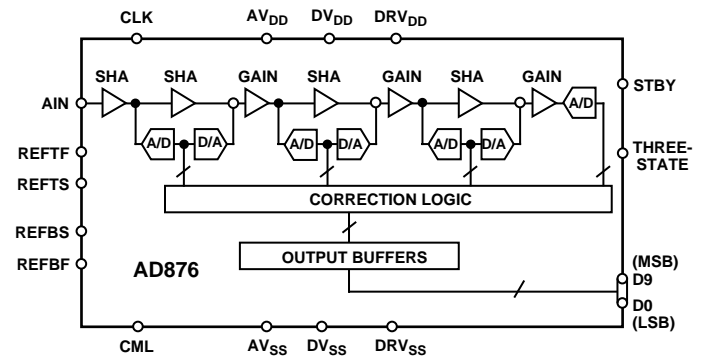 CLK AVDD DVDD DRVDD
SHA SHA GAIN SHA GAIN SHA GAIN
AIN
A/D
STBY
A/D D/A A/D D/A A/D D/A
REFTF
THREE-
STATE
REFTS
CORRECTION LOGIC
REFBS
OUTPUT BUFFERS
(MSB)
REFBF
AD876
D9
D0
(LSB)
CML AVSS DVSS DRVSS